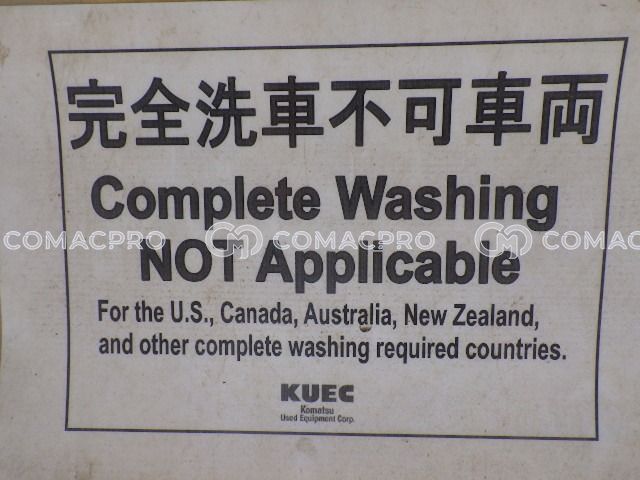 完全洗車不可車両
Complete Washing
COMACPRO COMACPRO COMACPRO
NOT Applicable
For the U.S., Canada, Australia, New Zealand,
and other complete washing required countries.
KUEC
Komatsu
Used Equipment Corp.